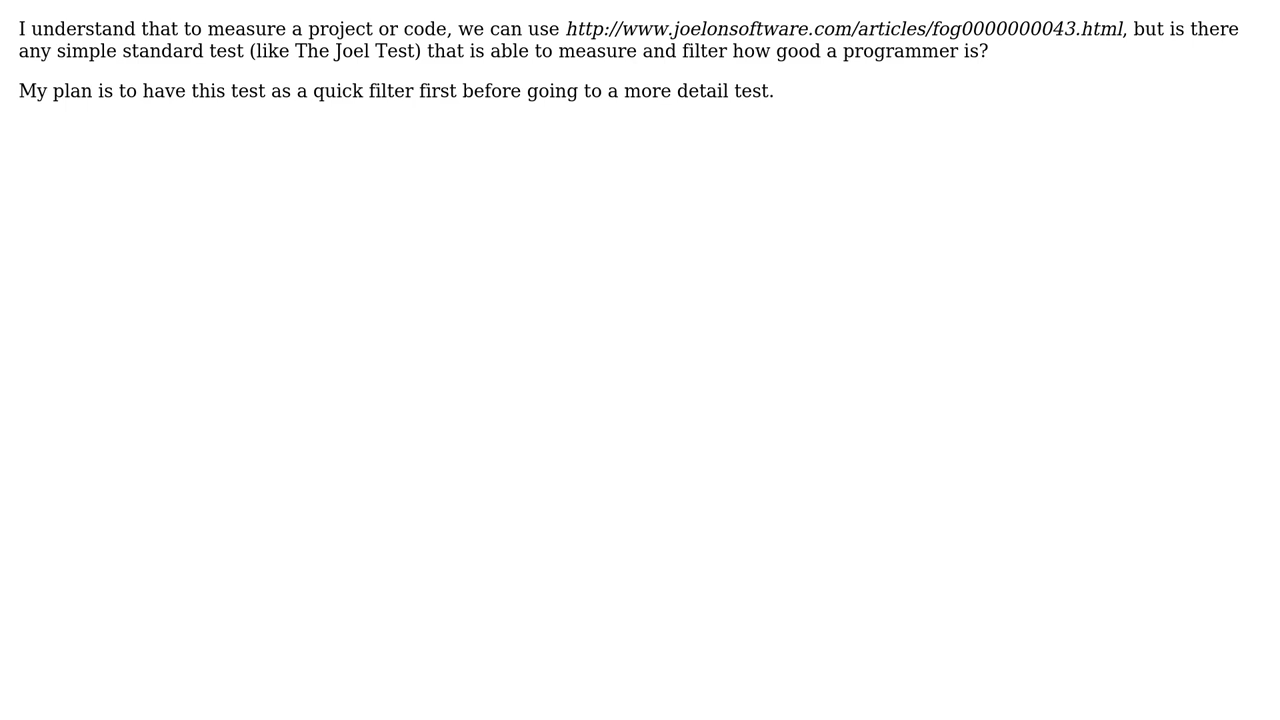 I understand that to measure a project or code, we can use http://www.joelonsoftware.com/articles/fog0000000043.html, but is there
any simple standard test (like The Joel Test) that is able to measure and filter how good a programmer is?
My plan is to have this test as a quick filter first before going to a more detail test.